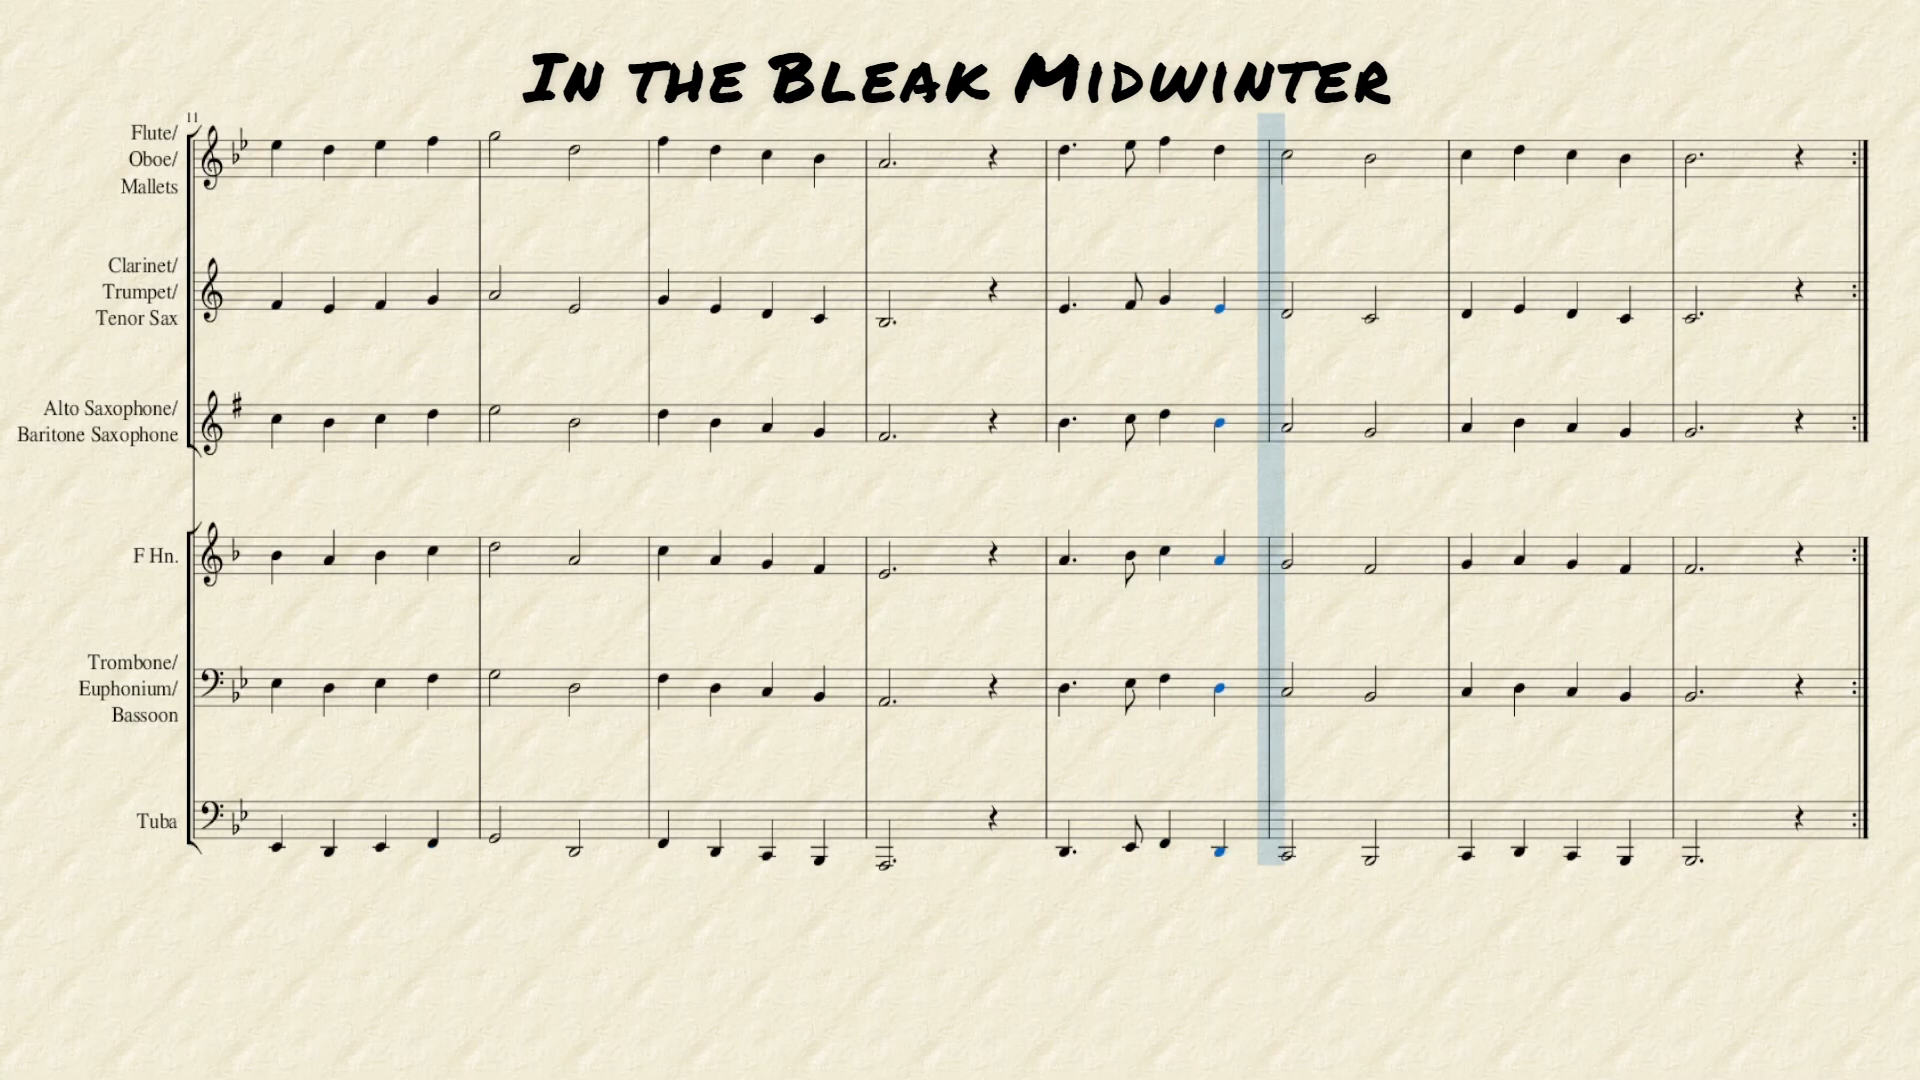 In the Bleak Midwinter
11
Flute/
Oboe/
Mallets
Clarinet/
Trumpet/
Tenor Sax
Alto Saxophone/
Baritone Saxophone
F Hn.
Trombone/
Euphonium/
Bassoon
Tuba